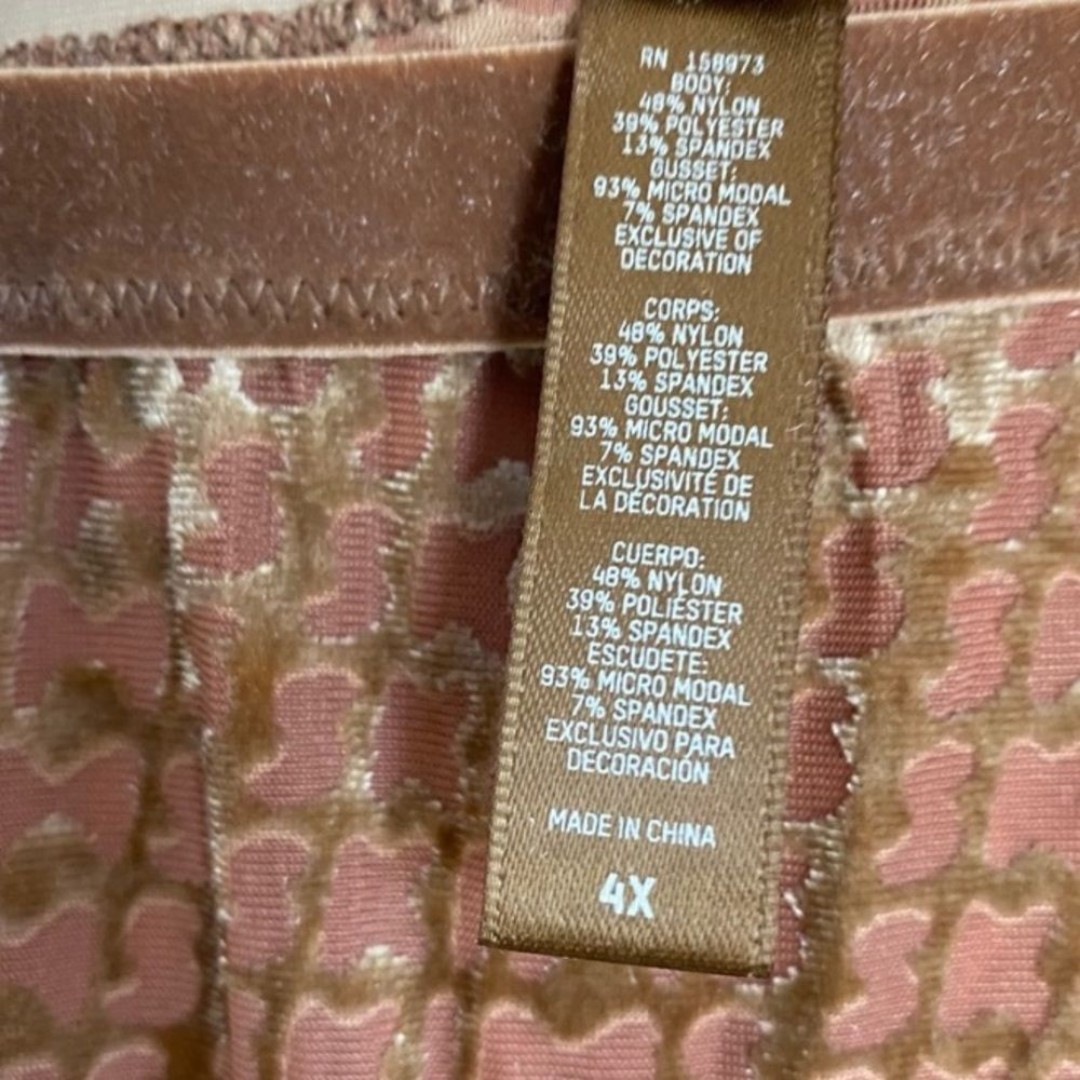 RN 158973
BODY:
48% NYLON
39% POLYESTER
13% SPANDEX
GUSSET:
93% MICRO MODAL
7% SPANDEX
EXCLUSIVE OF
DECORATION
CORPS:
48% NYLON
39% POLYESTER
13% SPANDEX
GOUSSET:
93% MICRO MODAL
7% SPANDEX
EXCLUSIVITÉ DE
LA DÉCORATION
CUERPO:
48% NYLON
39% POLIÉSTER
13% SPANDEX
ESCUDETE:
93% MICRO MODAL
7% SPANDEX
EXCLUSIVO PARA
DECORACIÓN
MADE IN CHINA
4X